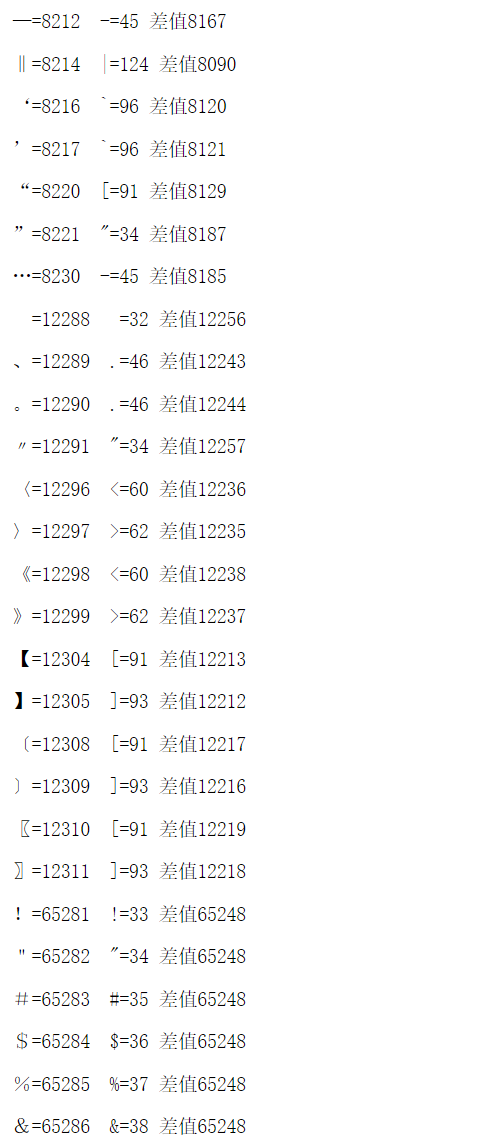 —=8212  -=45 差值8167
‖=8214  |=124 差值8090
‘=8216  `=96 差值8120
’=8217  `=96 差值8121
“=8220  [=91 差值8129
”=8221  "=34 差值8187
…=8230  -=45 差值8185
　=12288   =32 差值12256
、=12289  .=46 差值12243
。=12290  .=46 差值12244
〃=12291  "=34 差值12257
〈=12296  <=60 差值12236
〉=12297  >=62 差值12235
《=12298  <=60 差值12238
》=12299  >=62 差值12237
【=12304  [=91 差值12213
】=12305  ]=93 差值12212
〔=12308  [=91 差值12217
〕=12309  ]=93 差值12216
〖=12310  [=91 差值12219
〗=12311  ]=93 差值12218
！=65281  !=33 差值65248
＂=65282  "=34 差值65248
＃=65283  #=35 差值65248
＄=65284  $=36 差值65248
％=65285  %=37 差值65248
＆=65286  &=38 差值65248